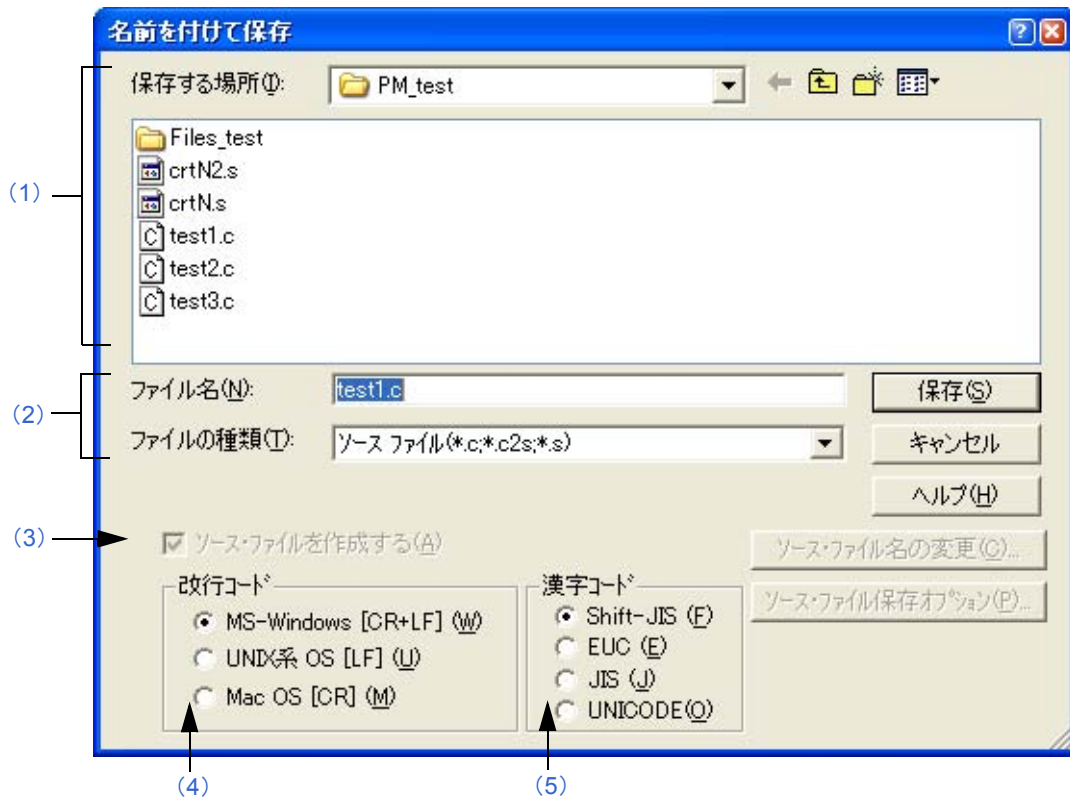 名前を付けて保存
保存する場所(I):
PM_test
Files_test
crtN2.s
crtN.s
test1.c
test2.c
test3.c
(1)
ファイル名(N):
test1.c
保存(S)
(2)
ファイルの種類(T):
ソース ファイル(*.c;*.c2s;*.s)
キャンセル
ヘルプ(H)
(3)
ソース・ファイルを作成する(A)
ソース・ファイル名の変更(C)...
改行コード
MS-Windows [CR+LF] (W)
UNIX系 OS [LF] (U)
Mac OS [CR] (M)
漢字コード
Shift-JIS (F)
EUC (E)
JIS (J)
UNICODE(O)
ソース・ファイル保存オプション(P)...
(4)
(5)